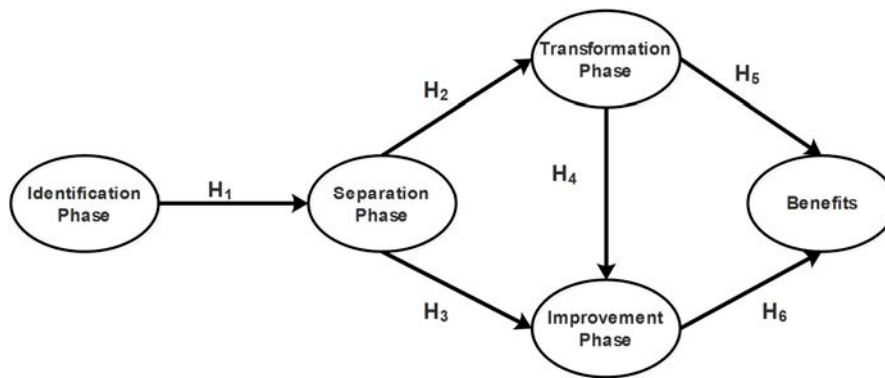 Transformation
Phase
H₂
H₅
H₄
Identification
Phase
H₁
Separation
Phase
Benefits
H₃
Improvement
Phase
H₆